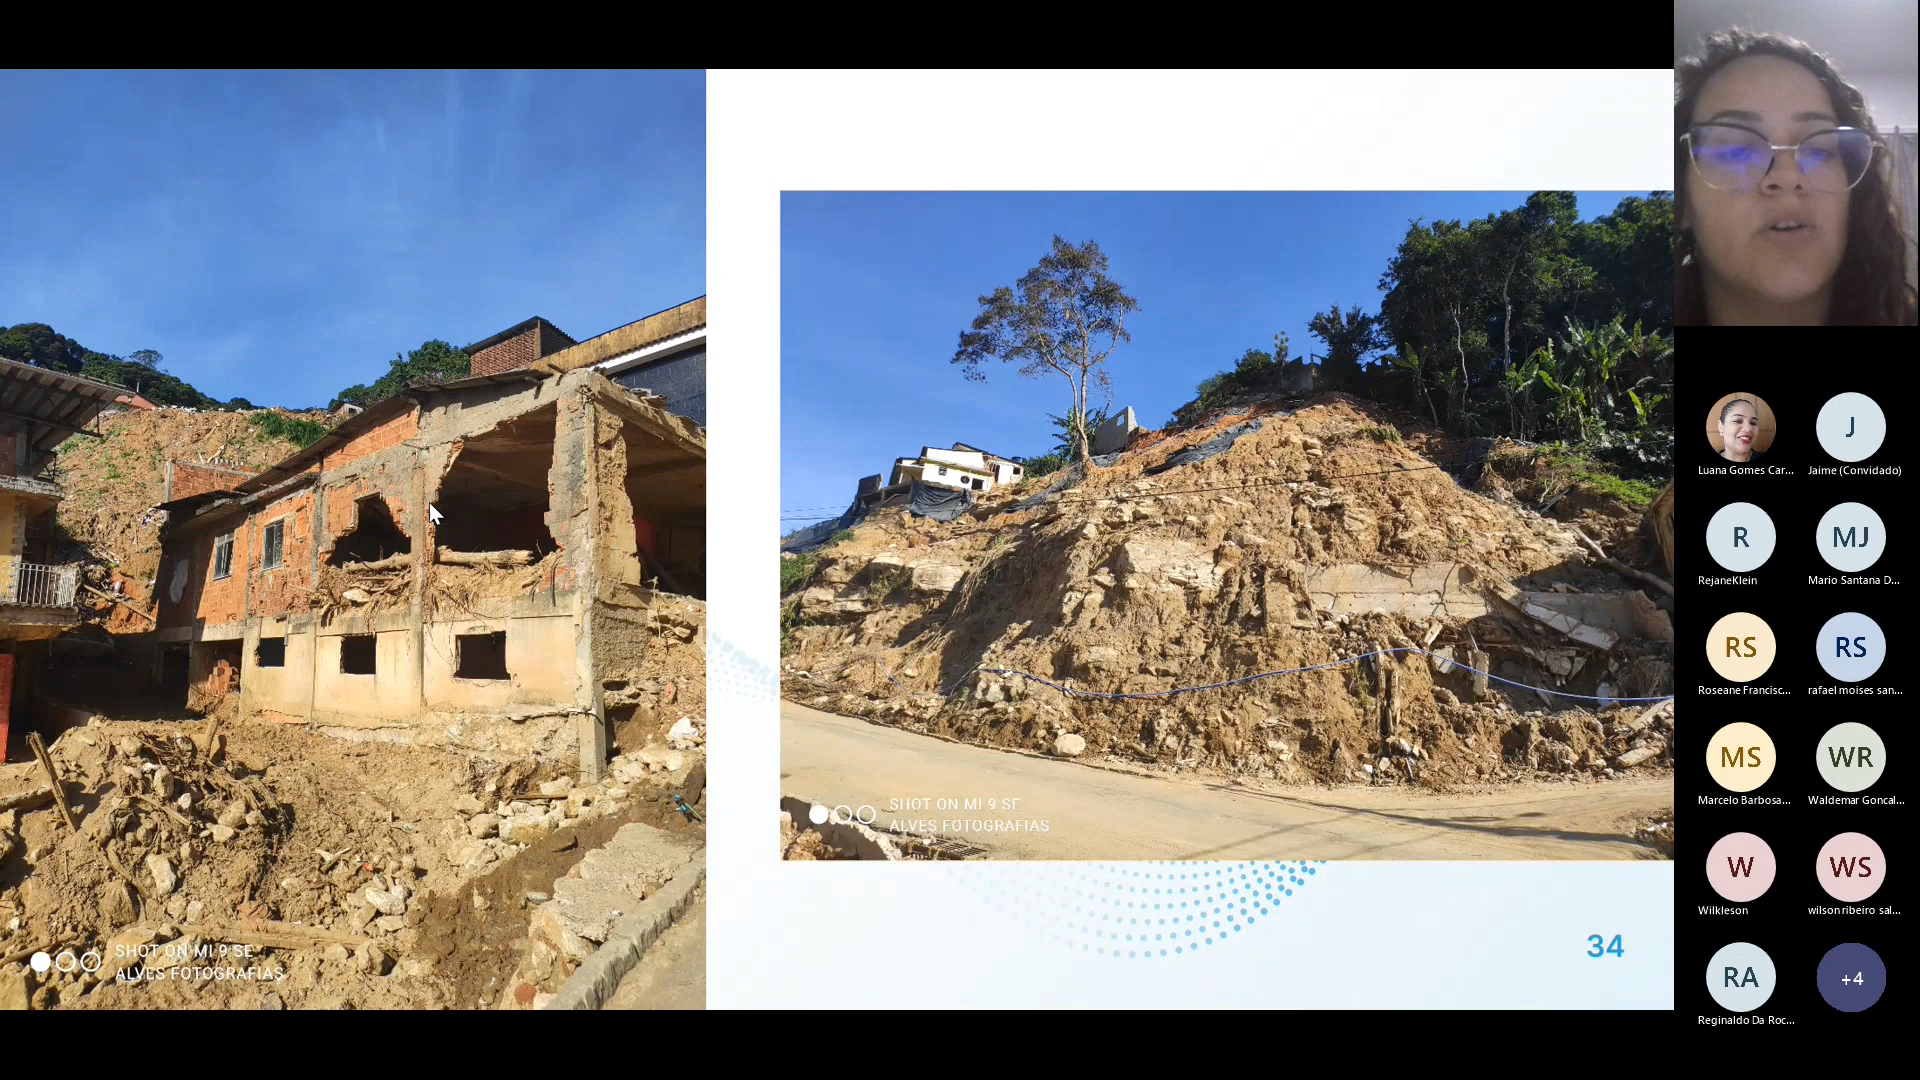 SHOT ON MI 9 SE
ALVES FOTOGRAFIAS
SHOT ON MI 9 SE
ALVES FOTOGRAFIAS
34
Luana Gomes Car...
J
Jaime (Convidado)
R
RejaneKlein
MJ
Mario Santana D...
RS
Roseane Francisc...
RS
rafael moises san...
MS
Marcelo Barbosa...
WR
Waldemar Goncal...
W
Wilkleson
WS
wilson ribeiro sal...
RA
Reginaldo Da Roc...
+4